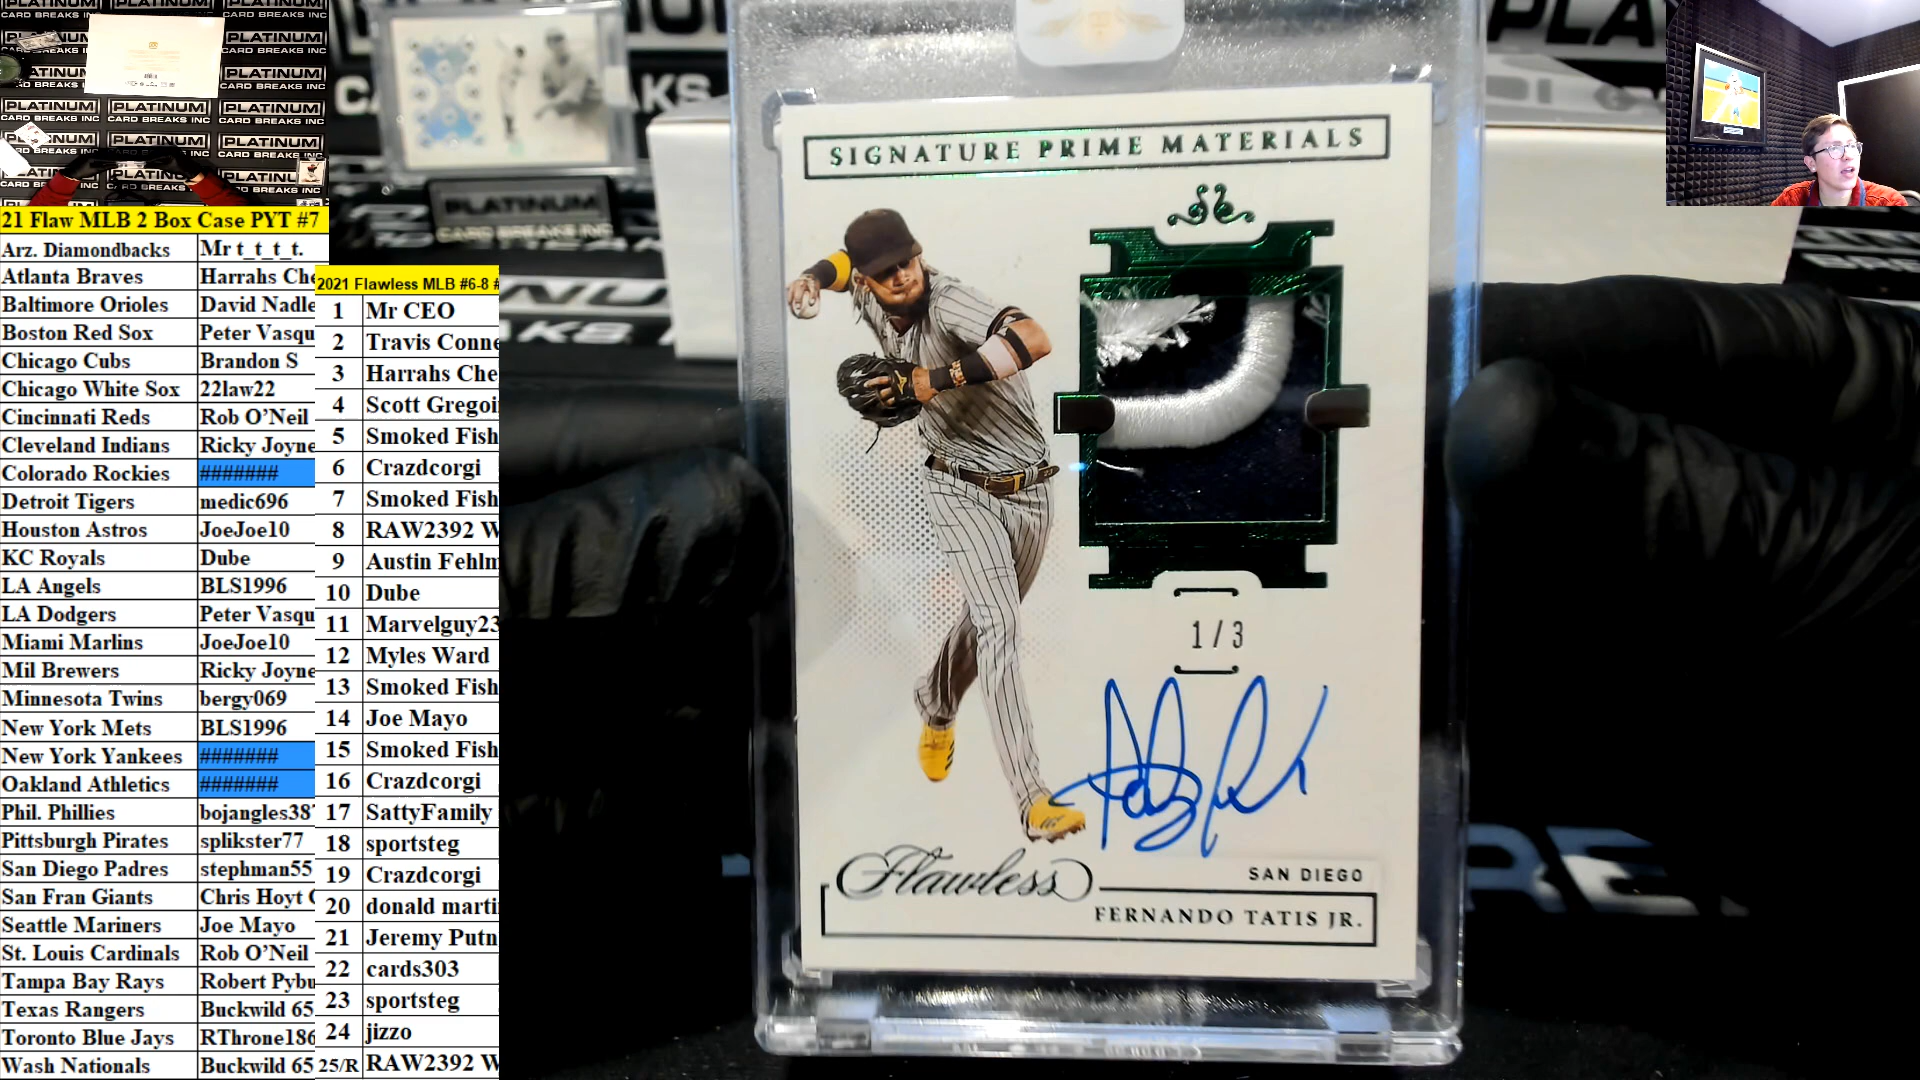 PLATINUM
CARD BREAKS INC
21 Flaw MLB 2 Box Case PYT #7
Arz. Diamondbacks Mr t_t_t_t.
Atlanta Braves Harrahs Che
Baltimore Orioles David Nadle
Boston Red Sox Peter Vasqu
Chicago Cubs Brandon S
Chicago White Sox 22law22
Cincinnati Reds Rob O’Neil
Cleveland Indians Ricky Joyne
Colorado Rockies #######
Detroit Tigers medic696
Houston Astros JoeJoe10
KC Royals Dube
LA Angels BLS1996
LA Dodgers Peter Vasqu
Miami Marlins JoeJoe10
Mil Brewers Ricky Joyne
Minnesota Twins bergy069
New York Mets BLS1996
New York Yankees #######
Oakland Athletics #######
Phil. Phillies bojangles38
Pittsburgh Pirates splikster77
San Diego Padres stephman55
San Fran Giants Chris Hoyt
Seattle Mariners Joe Mayo
St. Louis Cardinals Rob O’Neil
Tampa Bay Rays Robert Pybu
Texas Rangers Buckwild 65
Toronto Blue Jays RThrone186
Wash Nationals Buckwild 65
2021 Flawless MLB #6-8 #
1 Mr CEO
2 Travis Conne
3 Harrahs Che
4 Scott Gregoi
5 Smoked Fish
6 Crazdcorgi
7 Smoked Fish
8 RAW2392 W
9 Austin Fehlm
10 Dube
11 Marvelguy23
12 Myles Ward
13 Smoked Fish
14 Joe Mayo
15 Smoked Fish
16 Crazdcorgi
17 SattyFamily
18 sportsteg
19 Crazdcorgi
20 donald marti
21 Jeremy Putn
22 cards303
23 sportsteg
24 jizzo
25/R RAW2392 W
PLATINUM
CARD BREAKS INC
SIGNATURE PRIME MATERIALS
1 / 3
Flawless
SAN DIEGO
FERNANDO TATIS JR.